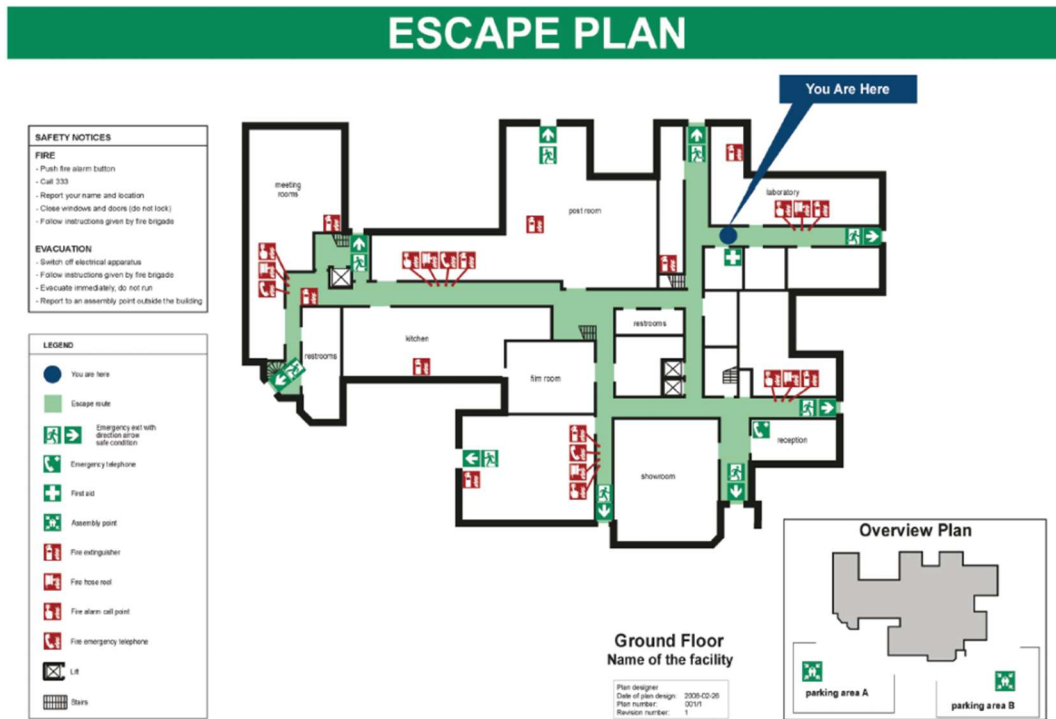 ESCAPE PLAN
You Are Here
SAFETY NOTICES
FIRE
- Push fire alarm button
- Call 333
- Report your name and location
- Close windows and doors (do not lock)
- Follow instructions given by fire brigade
EVACUATION
- Switch off electrical apparatus
- Follow instructions given by fire brigade
- Evacuate immediately, do not run
- Report to an assembly point outside the building
LEGEND
You are here
Escape route
Emergency exit with
direction arrow
safe condition
Emergency telephone
First aid
Assembly point
Fire extinguisher
Fire hose reel
Fire alarm call point
Fire emergency telephone
Lift
Stairs
meeting
rooms
post room
laboratory
restrooms
kitchen
restrooms
film room
showroom
reception
Ground Floor
Name of the facility
Plan designer
Date of plan design: 2008-02-26
Plan number: 001/1
Revision number: 1
Overview Plan
parking area A
parking area B